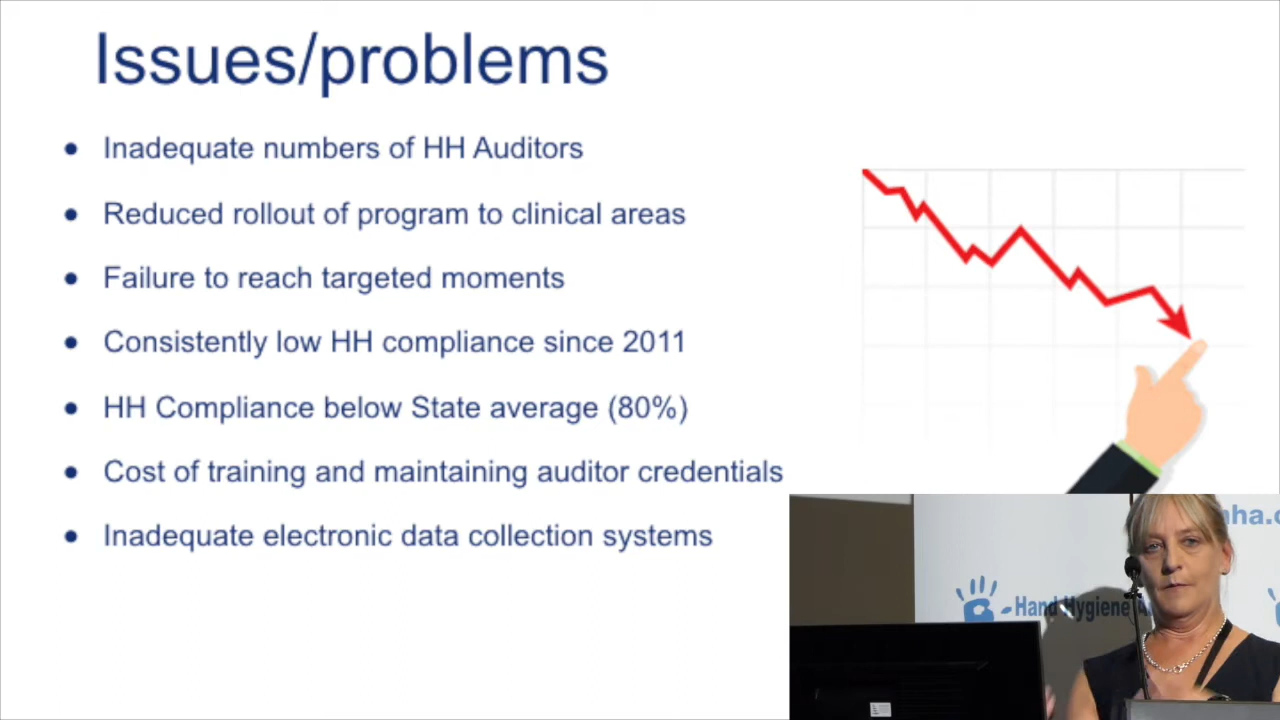 Issues/problems
Inadequate numbers of HH Auditors
Reduced rollout of program to clinical areas
Failure to reach targeted moments
Consistently low HH compliance since 2011
HH Compliance below State average (80%)
Cost of training and maintaining auditor credentials
Inadequate electronic data collection systems
Hand Hygiene